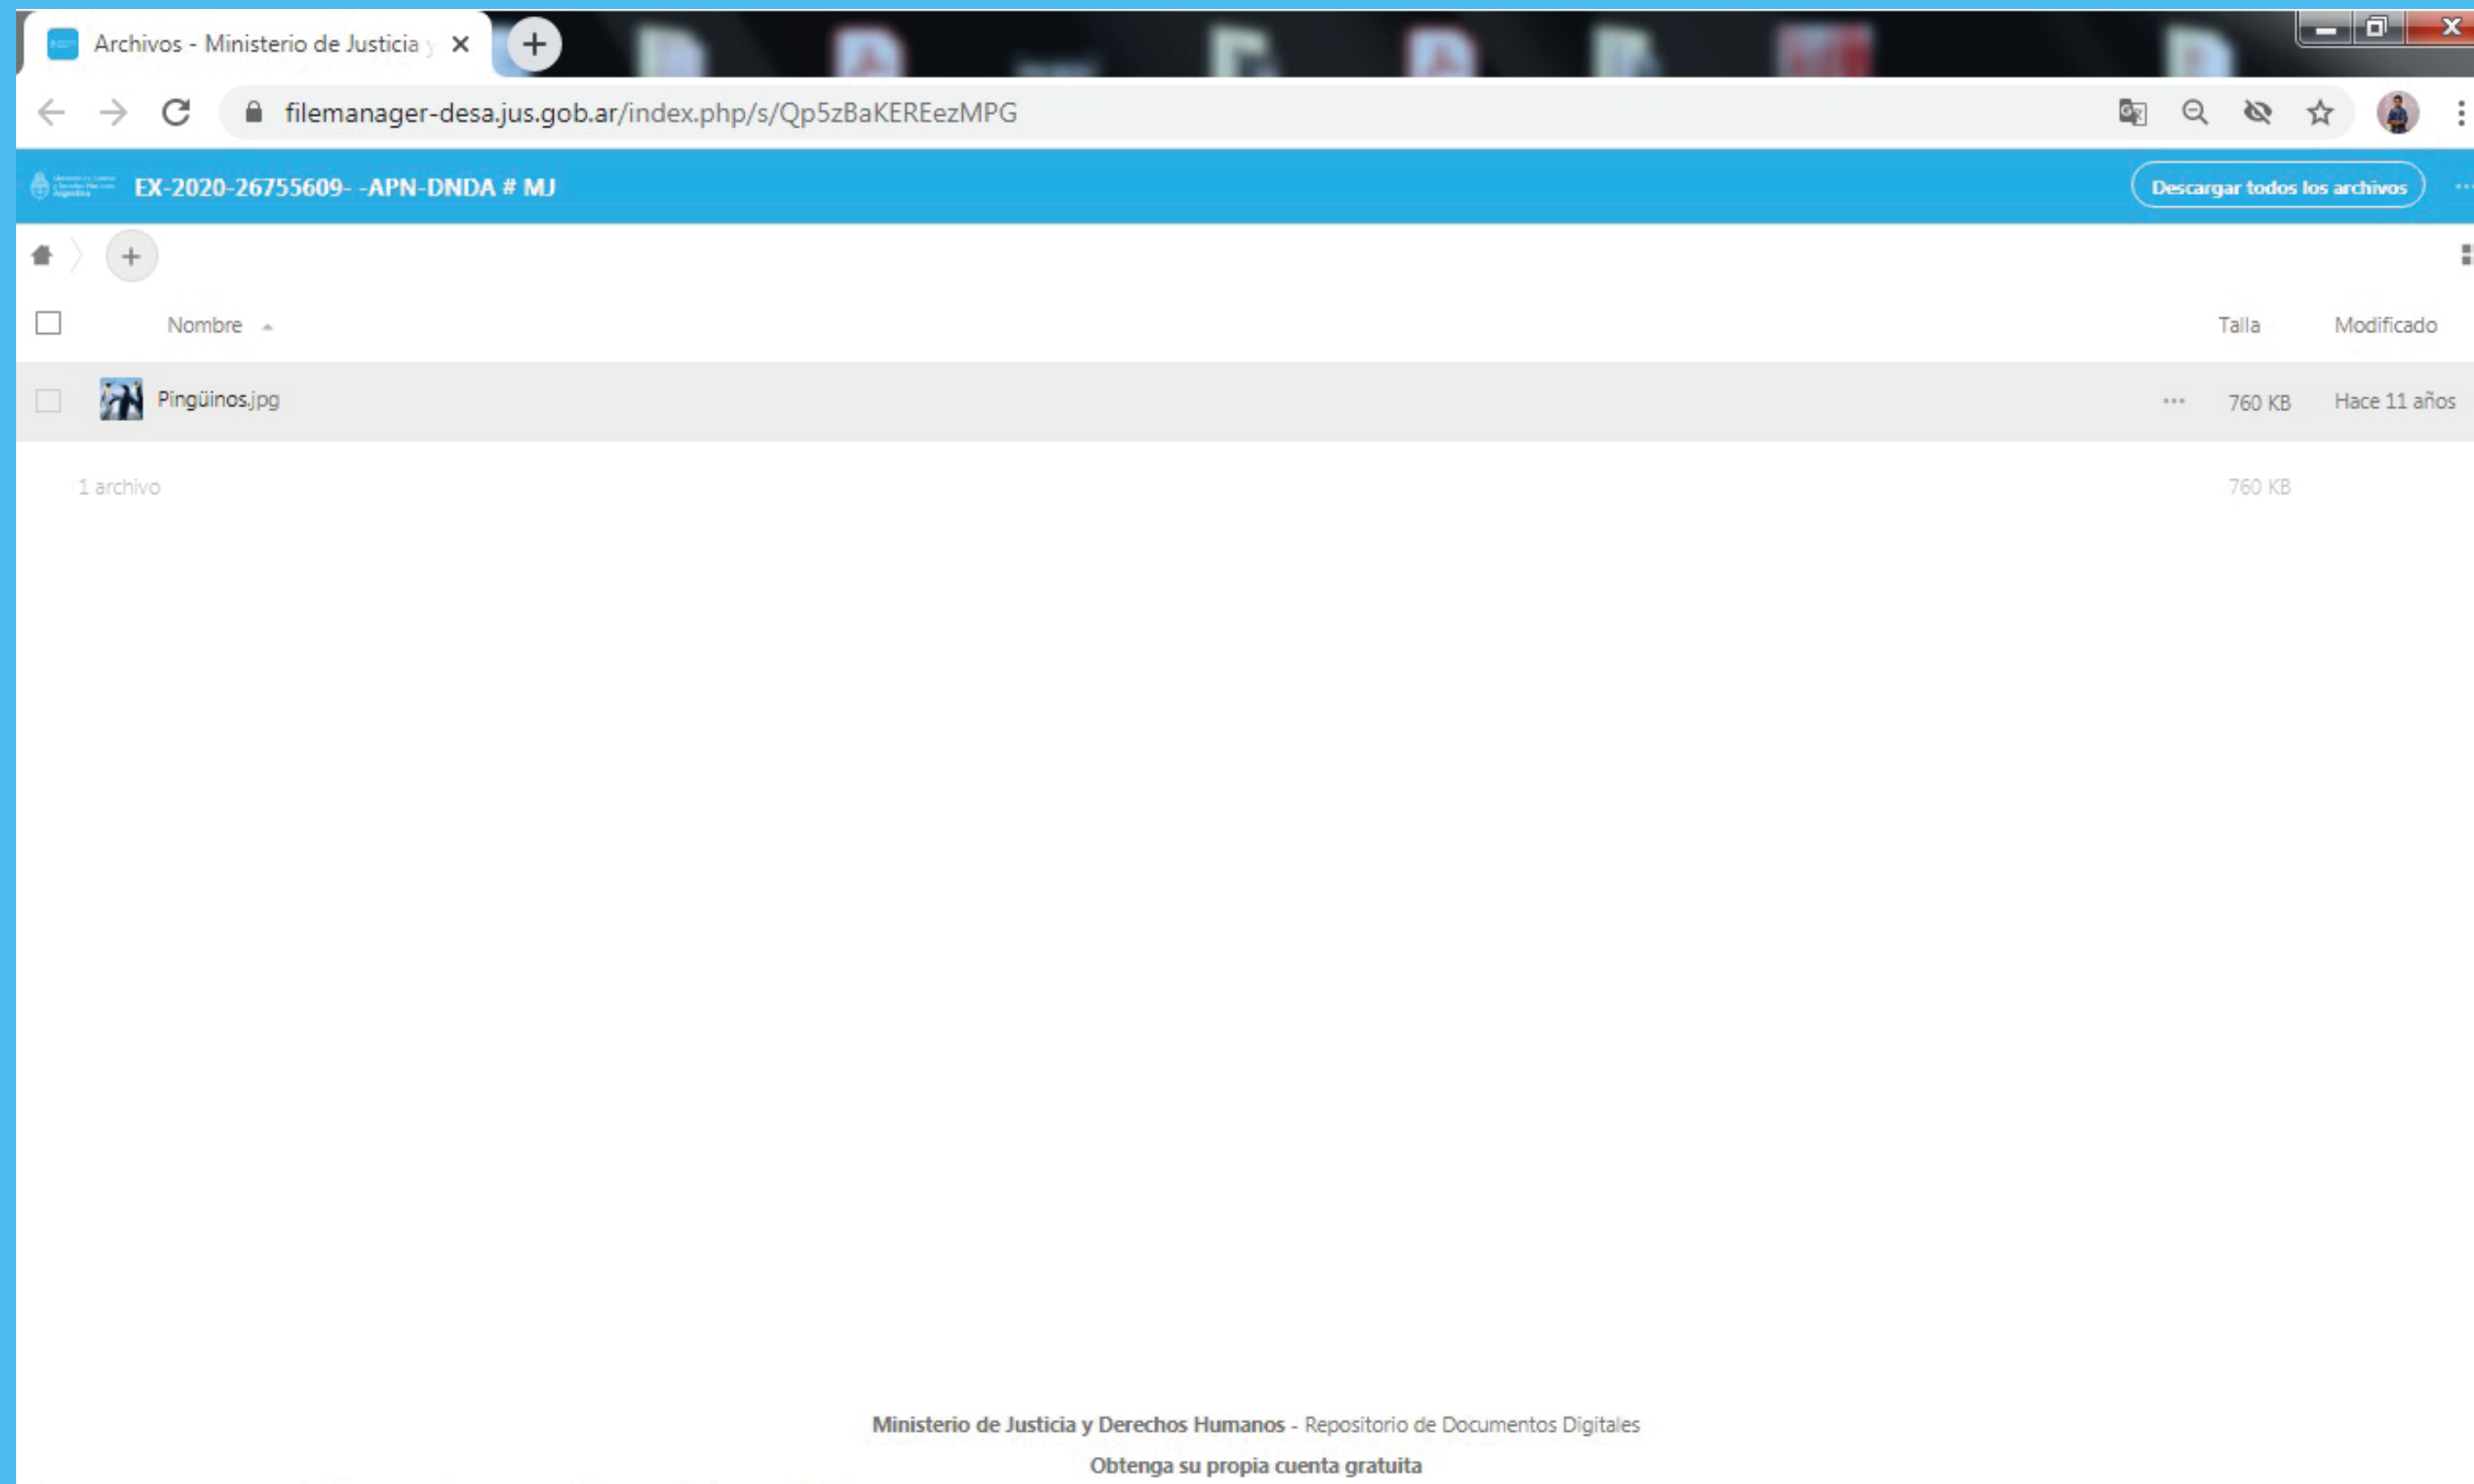 Archivos - Ministerio de Justicia y
filemanager-desa.jus.gob.ar/index.php/s/Qp5zBaKEREezMPG
Argentina
EX-2020-26755609- -APN-DNDA # MJ
Descargar todos los archivos
Nombre
Talla
Modificado
Pingüinos.jpg
760 KB
Hace 11 años
1 archivo
760 KB
Ministerio de Justicia y Derechos Humanos - Repositorio de Documentos Digitales
Obtenga su propia cuenta gratuita